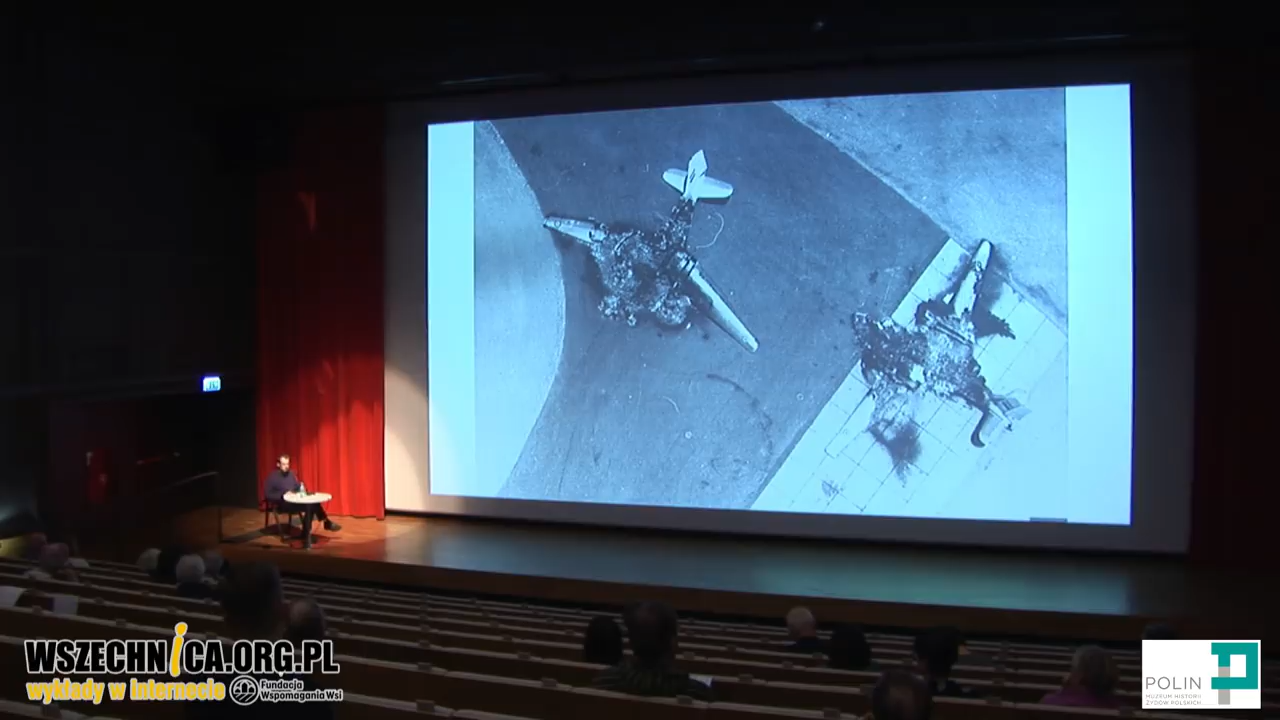 WSZECHNICA.ORG.PL
wykłady w internecie
Fundacja
Wspomagania Wsi
POLIN
MUZEUM HISTORII
ŻYDÓW POLSKICH